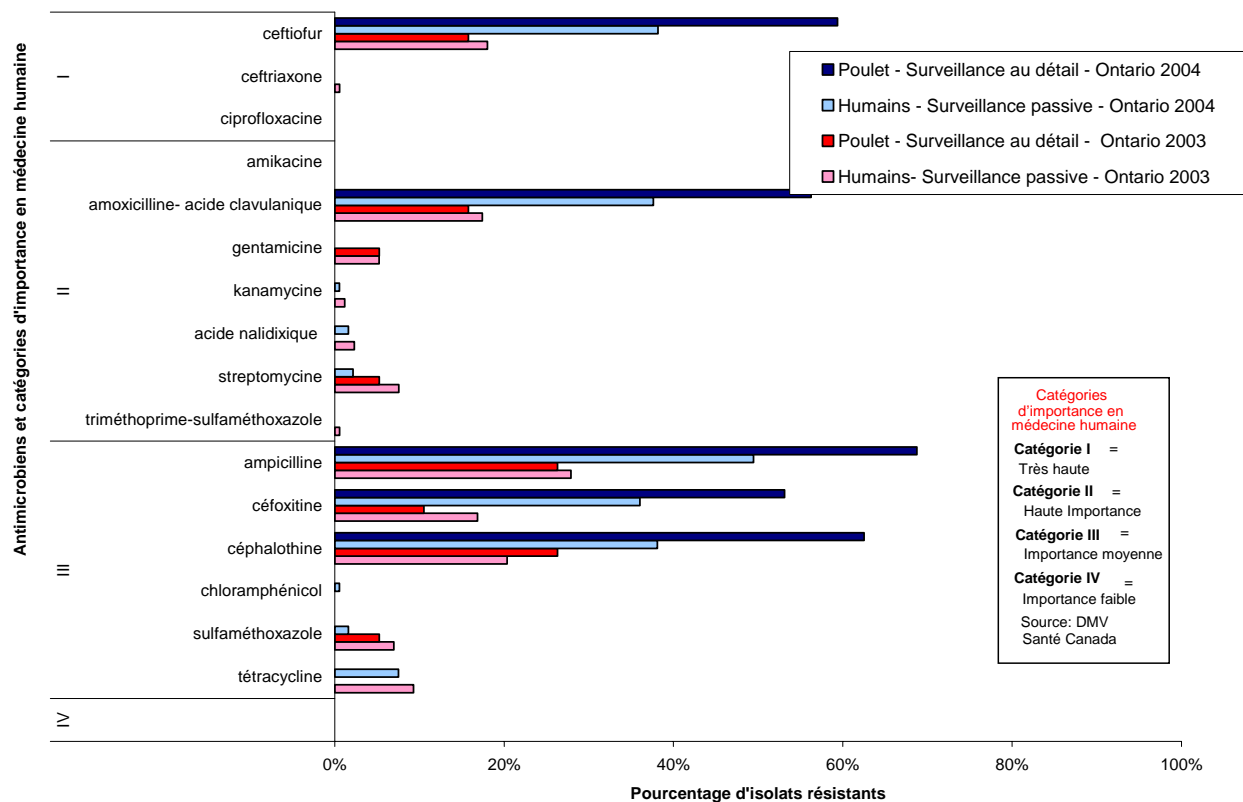 Antimicrobiens et catégories d'importance en médecine humaine
I
ceftiofur
ceftriaxone
ciprofloxacine
II
amikacine
amoxicilline- acide clavulanique
gentamicine
kanamycine
acide nalidixique
streptomycine
triméthoprime-sulfaméthoxazole
III
ampicilline
céfoxitine
céphalothine
chloramphénicol
sulfaméthoxazole
tétracycline
IV
Poulet - Surveillance au détail - Ontario 2004
Humains - Surveillance passive - Ontario 2004
Poulet - Surveillance au détail - Ontario 2003
Humains- Surveillance passive - Ontario 2003
Catégories
d'importance en
médecine humaine
Catégorie I =
Très haute
Catégorie II =
Haute Importance
Catégorie III =
Importance moyenne
Catégorie IV =
Importance faible
Source: DMV
Santé Canada
0% 20% 40% 60% 80% 100%
Pourcentage d'isolats résistants